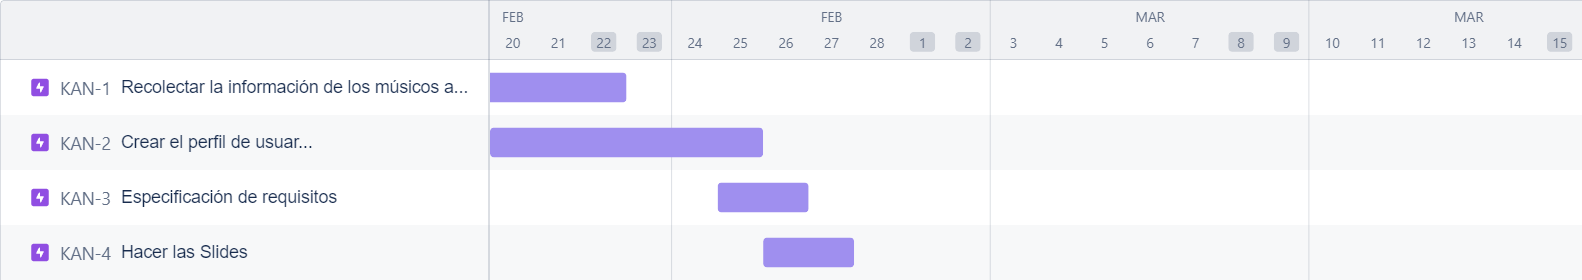 FEB FEB MAR MAR
20 21 22 23 24 25 26 27 28 1 2 3 4 5 6 7 8 9 10 11 12 13 14 15
KAN-1 Recolectar la información de los músicos a...
KAN-2 Crear el perfil de usuar...
KAN-3 Especificación de requisitos
KAN-4 Hacer las Slides